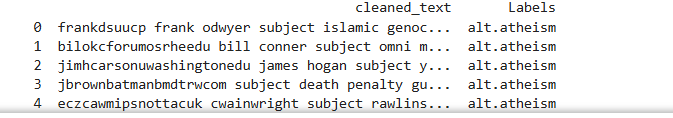 cleaned_text Labels
0 frankdsuucp frank odwyer subject islamic genoc... alt.atheism
1 bilokcforumosrheedu bill conner subject omni m... alt.atheism
2 jimhcarsonuwashingtonedu james hogan subject y... alt.atheism
3 jbrownbatmanbmdtrwcom subject death penalty gu... alt.atheism
4 eczcawmipsnottacuk cwainwright subject rawlins... alt.atheism